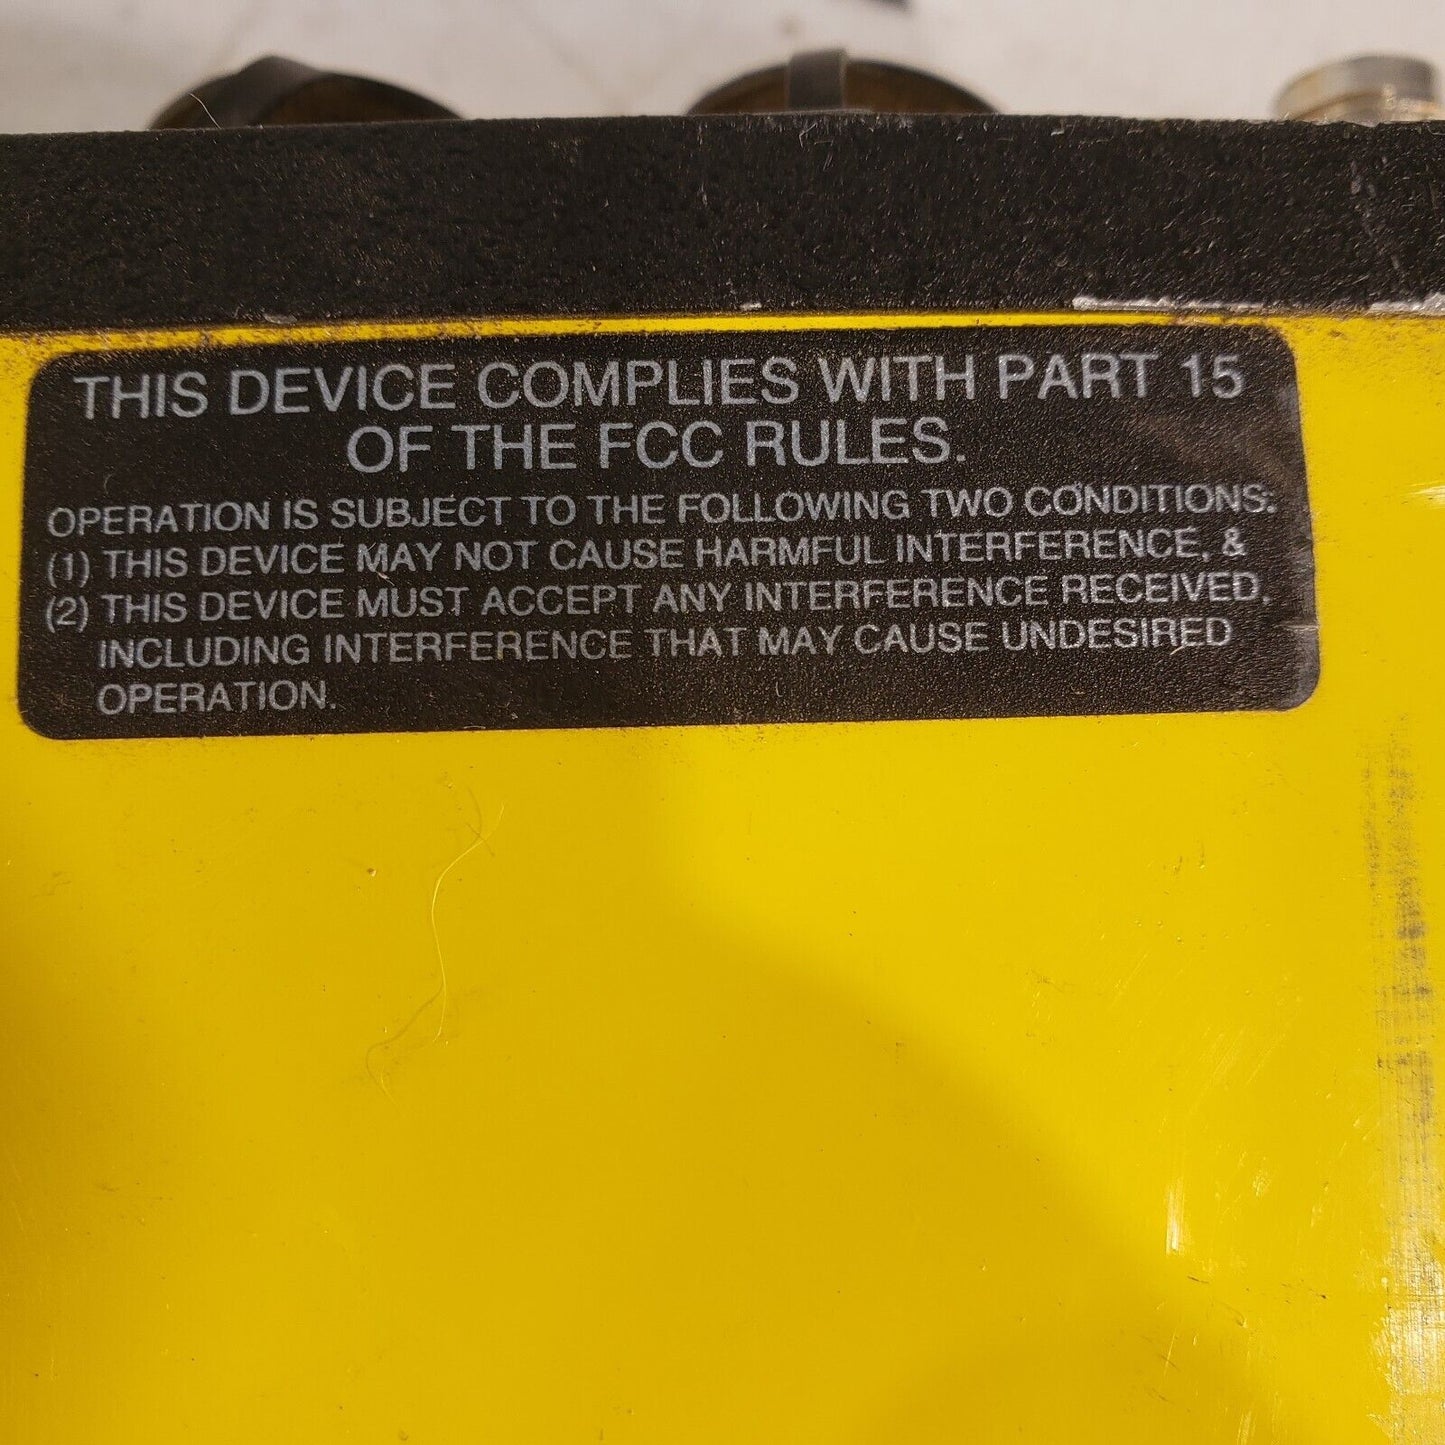 THIS DEVICE COMPLIES WITH PART 15
OF THE FCC RULES.
OPERATION IS SUBJECT TO THE FOLLOWING TWO CONDITIONS:
(1) THIS DEVICE MAY NOT CAUSE HARMFUL INTERFERENCE, &
(2) THIS DEVICE MUST ACCEPT ANY INTERFERENCE RECEIVED,
INCLUDING INTERFERENCE THAT MAY CAUSE UNDESIRED
OPERATION.